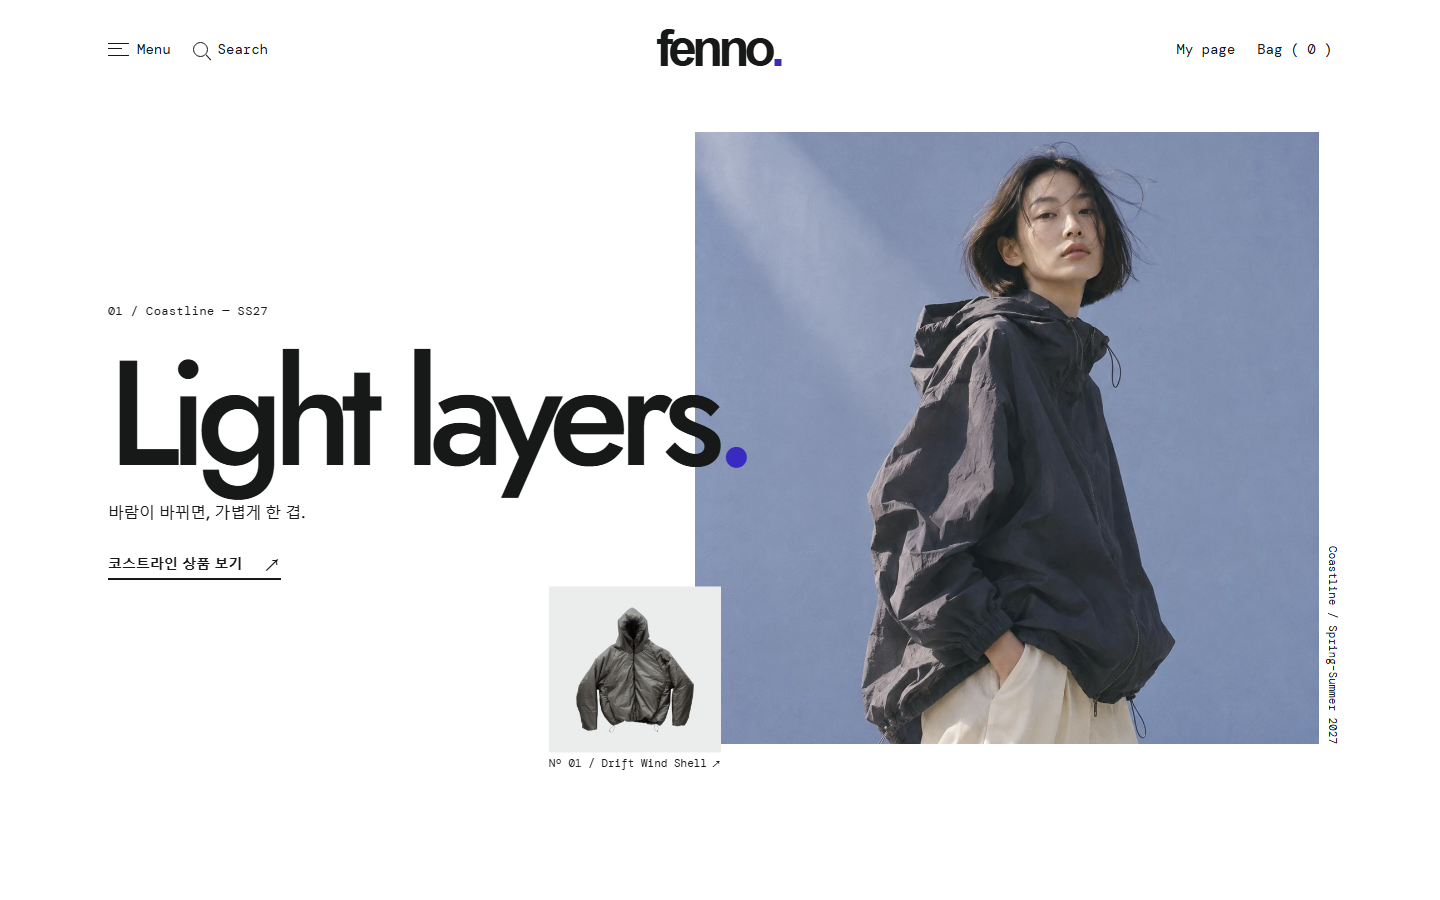 Menu
Search
fenno.
My page
Bag ( 0 )
01 / Coastline — SS27
Light layers.
바람이 바뀌면, 가볍게 한 겹.
코스트라인 상품 보기 ↗
Nº 01 / Drift Wind Shell ↗
Coastline / Spring–Summer 2027